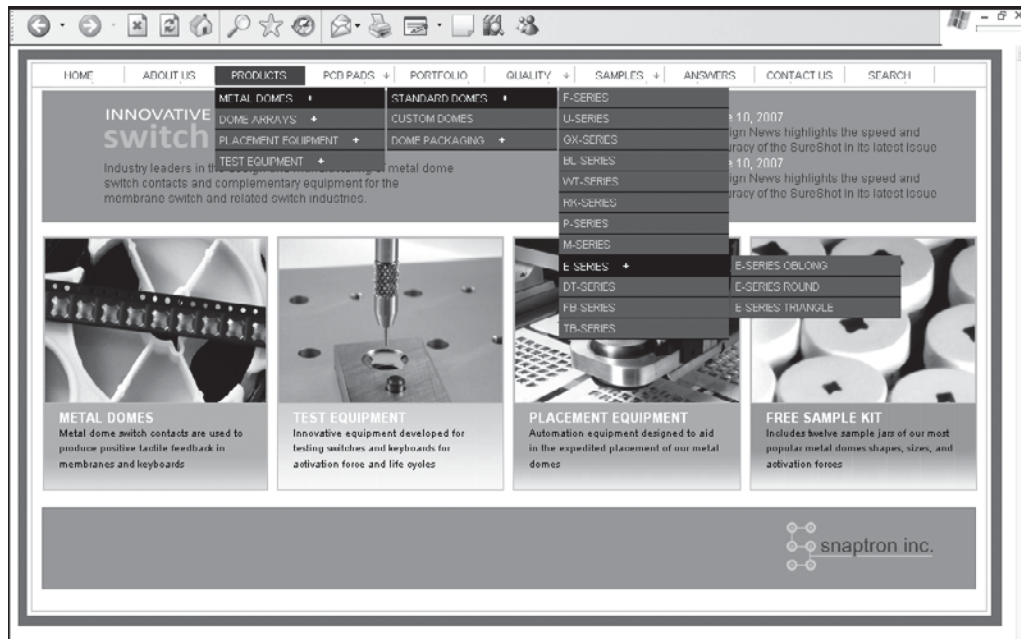 HOME ABOUT US PRODUCTS PCB PADS PORTFOLIO QUALITY SAMPLES ANSWERS CONTACT US SEARCH
METAL DOMES +
DOME ARRAYS +
PLACEMENT EQUIPMENT +
TEST EQUIPMENT +
STANDARD DOMES +
CUSTOM DOMES
DOME PACKAGING +
F-SERIES
U-SERIES
GX-SERIES
BL-SERIES
WT-SERIES
RK-SERIES
P-SERIES
M-SERIES
E SERIES +
DT-SERIES
FB SERIES
TB-SERIES
E-SERIES OBLONG
E-SERIES ROUND
E SERIES TRIANGLE
INNOVATIVE
switch
Industry leaders in metal dome
switch contacts and complementary equipment for the
membrane switch and related switch industries.
10, 2007
News highlights the speed and
of the SureShot in its latest issue
10, 2007
News highlights the speed and
of the SureShot in its latest issue
METAL DOMES
Metal dome switch contacts are used to
produce positive tactile feedback in
membranes and keyboards
TEST EQUIPMENT
Innovative equipment developed for
testing switches and keyboards for
activation force and life cycles
PLACEMENT EQUIPMENT
Automation equipment designed to aid
in the expedited placement of our metal
domes
FREE SAMPLE KIT
Includes twelve sample jars of our most
popular metal domes shapes, sizes, and
activation forces
snaptron inc.